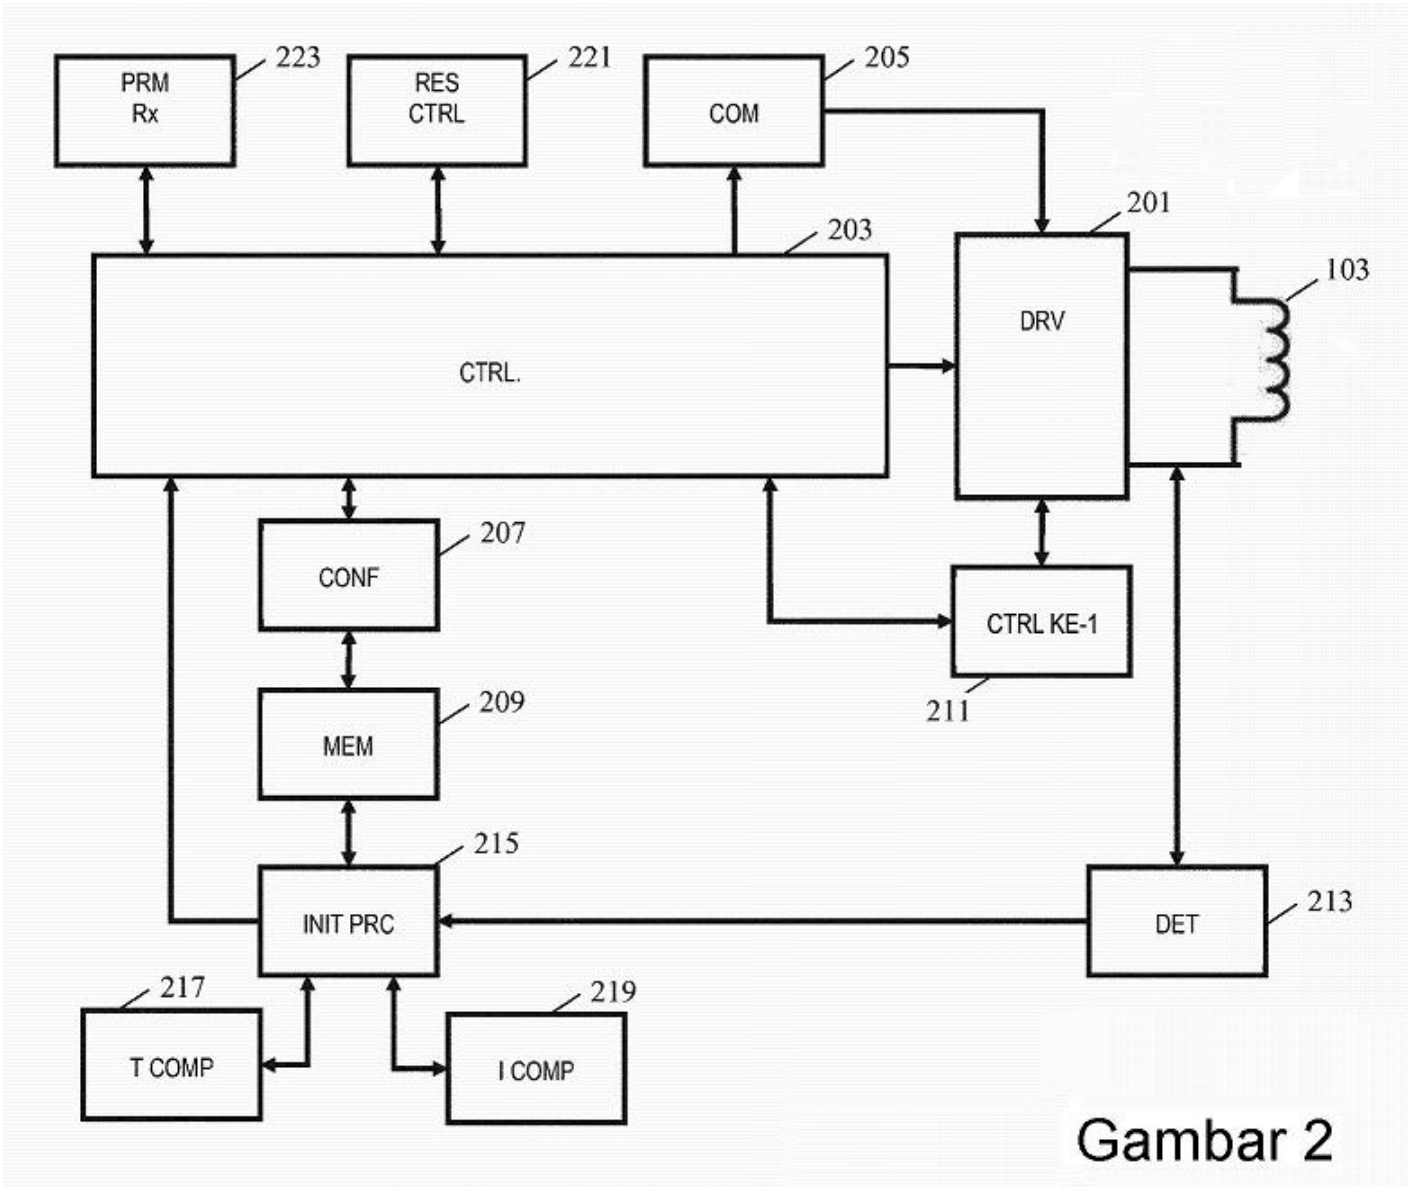 223
PRM
Rx
221
RES
CTRL
205
COM
201
203
103
DRV
CTRL.
207
CONF
CTRL KE-1
211
209
MEM
215
INIT PRC
213
DET
217
219
T COMP
I COMP
Gambar 2